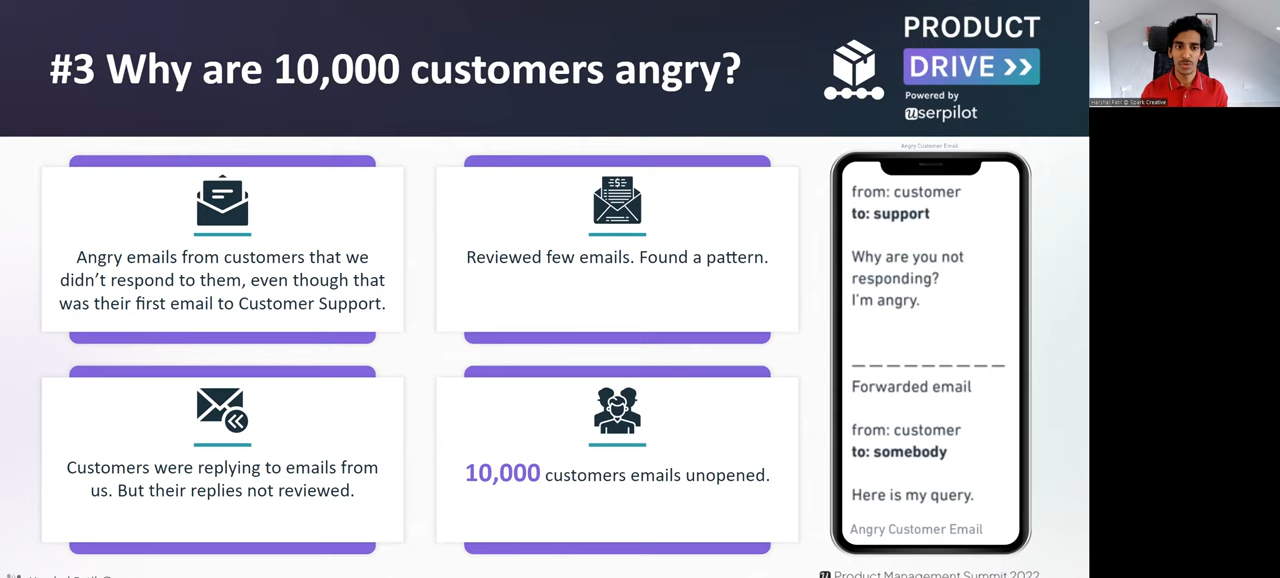 #3 Why are 10,000 customers angry?
PRODUCT
DRIVE >>
Powered by
userpilot
Harshal Patil @ Spark Creative
Angry emails from customers that we
didn't respond to them, even though that
was their first email to Customer Support.
Reviewed few emails. Found a pattern.
Customers were replying to emails from
us. But their replies not reviewed.
10,000 customers emails unopened.
Angry Customer Email
from: customer
to: support
Why are you not
responding?
I'm angry.
Forwarded email
from: customer
to: somebody
Here is my query.
Angry Customer Email
Product Management Summit 2022